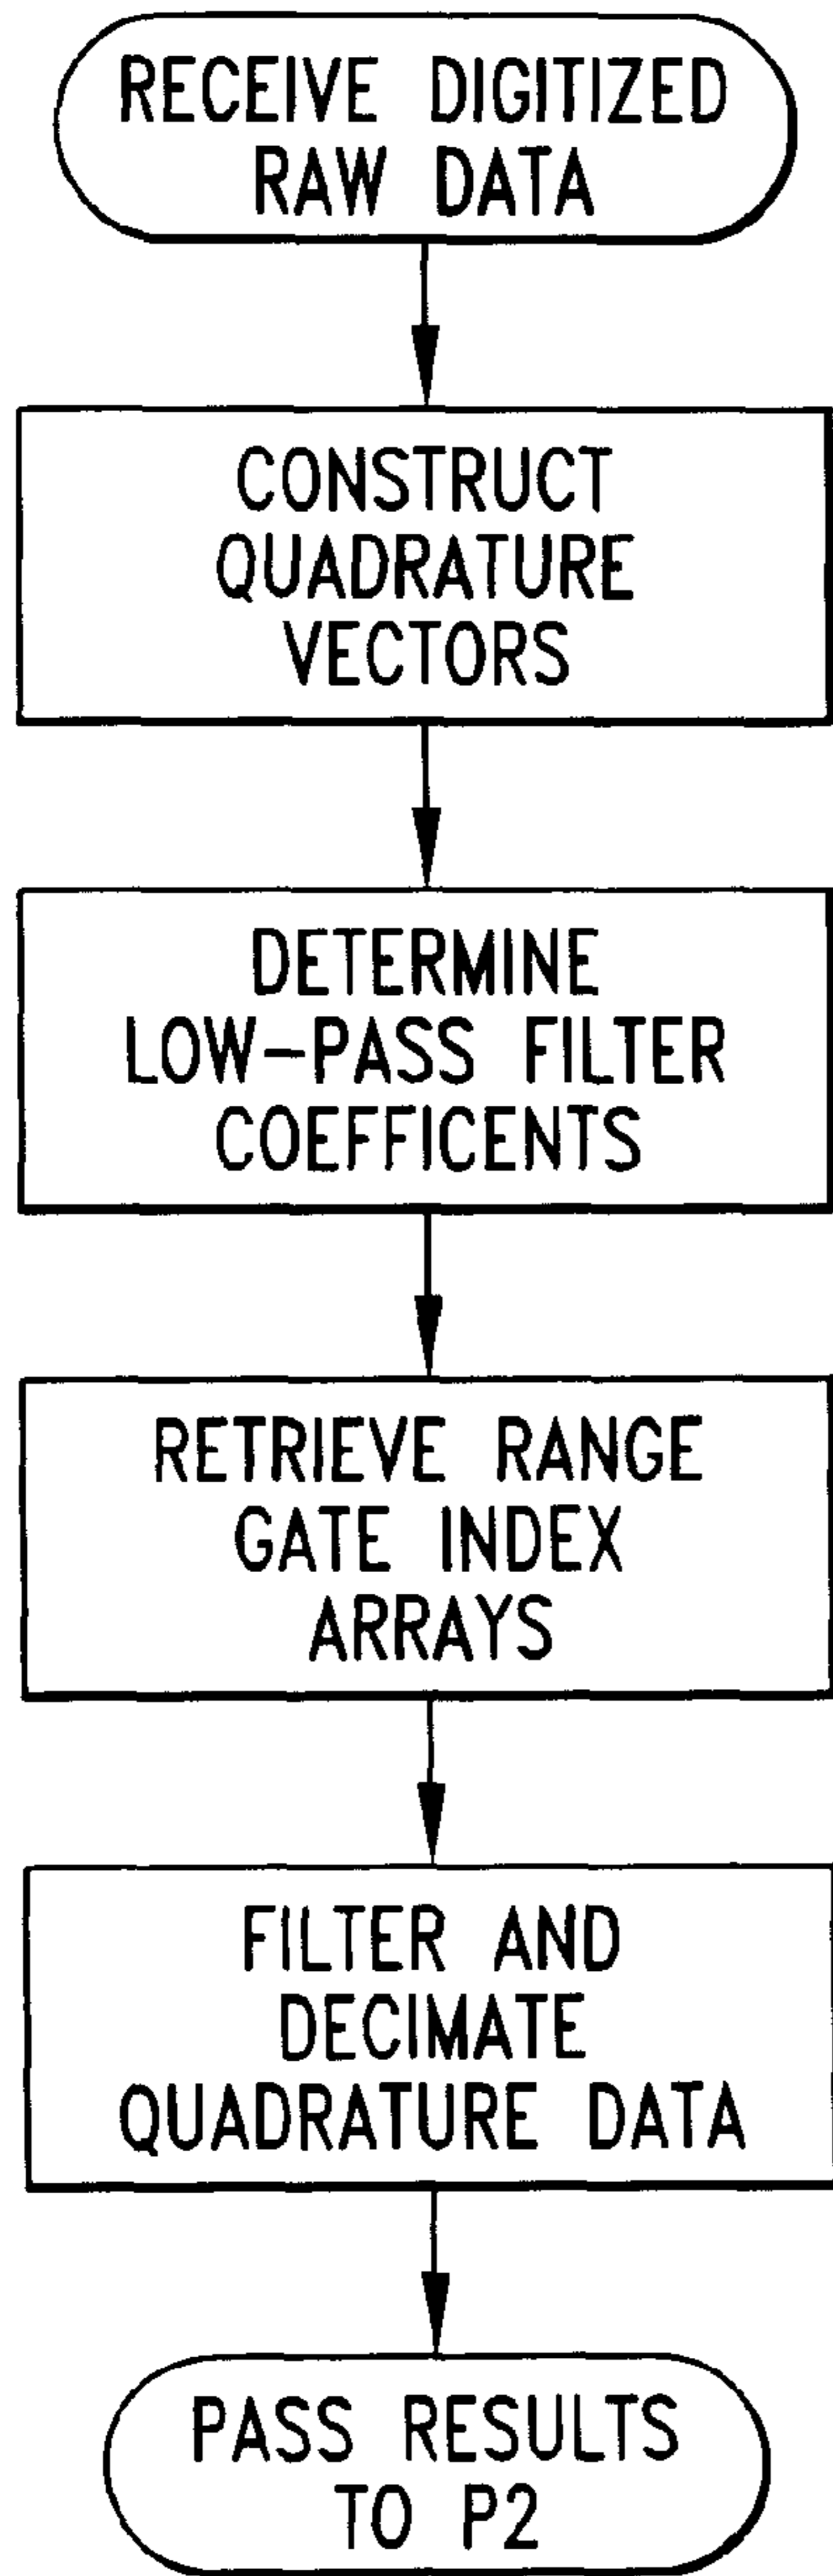 RECEIVE DIGITIZED
RAW DATA
CONSTRUCT
QUADRATURE
VECTORS
DETERMINE
LOW-PASS FILTER
COEFFICENTS
RETRIEVE RANGE
GATE INDEX
ARRAYS
FILTER AND
DECIMATE
QUADRATURE DATA
PASS RESULTS
TO P2